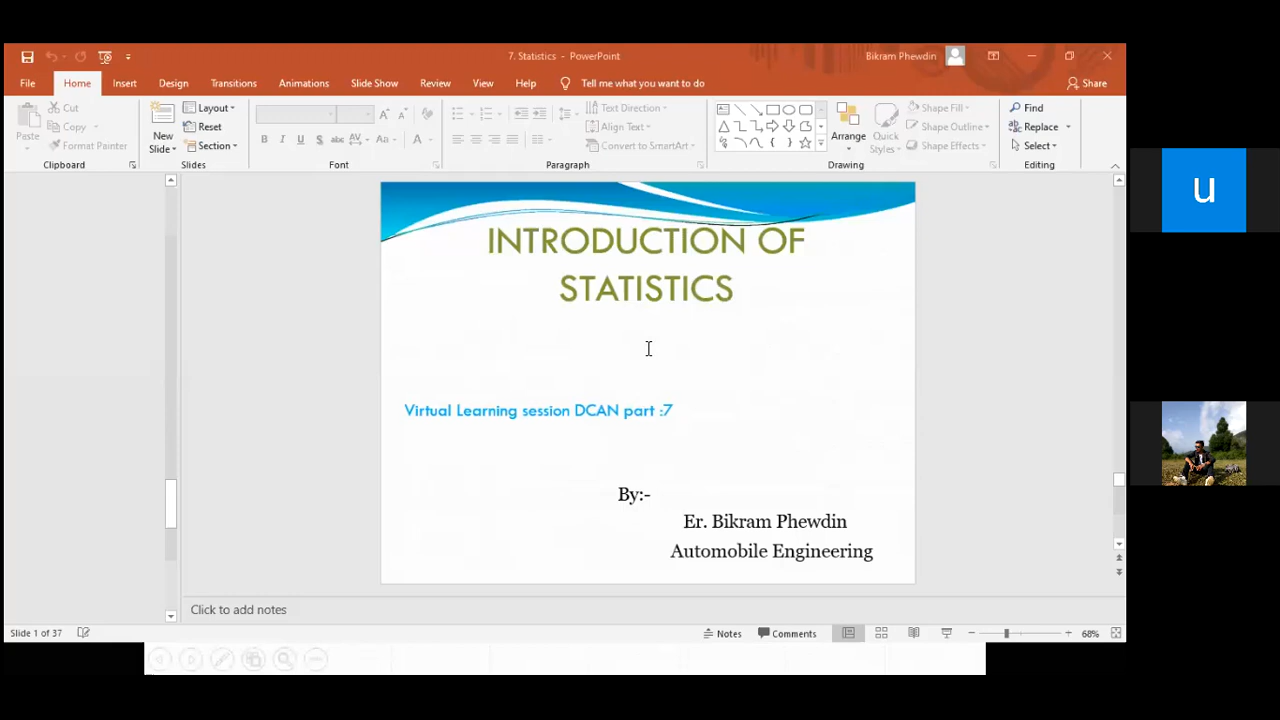 7. Statistics - PowerPoint
Bikram Phewdin
File Home Insert Design Transitions Animations Slide Show Review View Help Tell me what you want to do
Share
Paste
Cut
Copy
Format Painter
Clipboard
New
Slide
Layout
Reset
Section
Slides
B I U S abc AV Aa A
Font
Text Direction
Align Text
Convert to SmartArt
Paragraph
Arrange
Quick
Styles
Shape Fill
Shape Outline
Shape Effects
Drawing
Find
Replace
Select
Editing
INTRODUCTION OF
STATISTICS
Virtual Learning session DCAN part :7
By:-
Er. Bikram Phewdin
Automobile Engineering
u
Click to add notes
Slide 1 of 37
Notes
Comments
68%